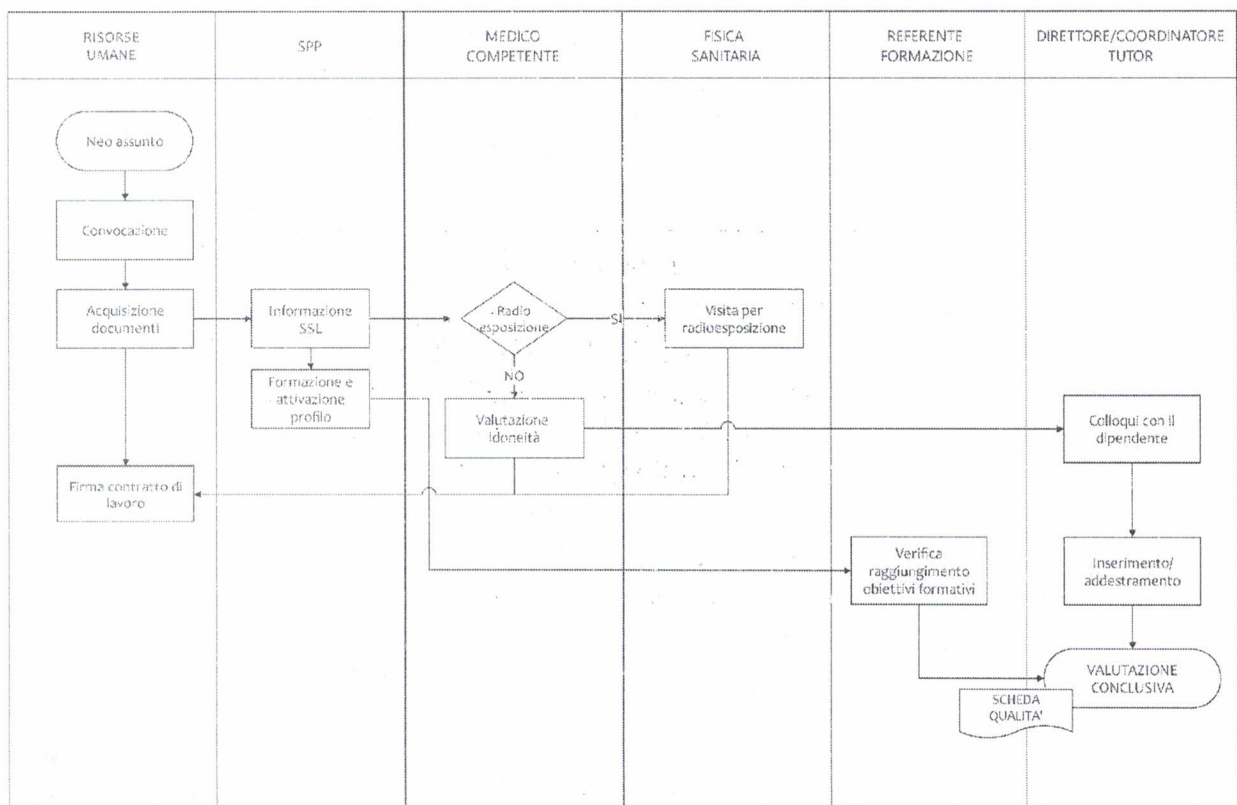 RISORSE
UMANE
SPP
MEDICO
COMPETENTE
FISICA
SANITARIA
REFERENTE
FORMAZIONE
DIRETTORE/COORDINATORE
TUTOR
Neo assunto
Convocazione
Acquisizione
documenti
Informazione
SSL
Radio
esposizione
SI
Visita per
radioesposizione
Formazione e
attivazione
profilo
NO
Valutazione
idoneità
Colloqui con il
dipendente
Firma contratto di
lavoro
Verifica
raggiungimento
obiettivi formativi
Inserimento/
addestramento
VALUTAZIONE
CONCLUSIVA
SCHEDA
QUALITA'